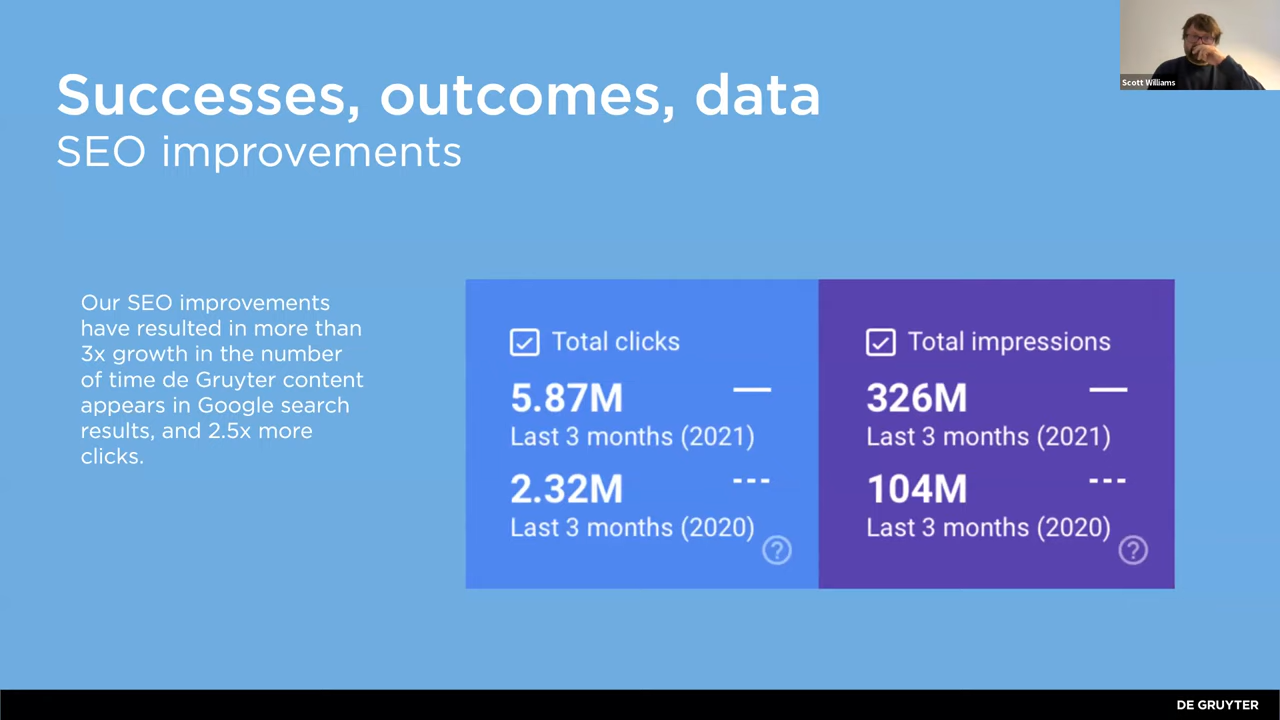 Scott Williams
Successes, outcomes, data
SEO improvements
Our SEO improvements
have resulted in more than
3x growth in the number
of time de Gruyter content
appears in Google search
results, and 2.5x more
clicks.
Total clicks
5.87M
Last 3 months (2021)
2.32M
Last 3 months (2020)
?
Total impressions
326M
Last 3 months (2021)
104M
Last 3 months (2020)
?
DE GRUYTER